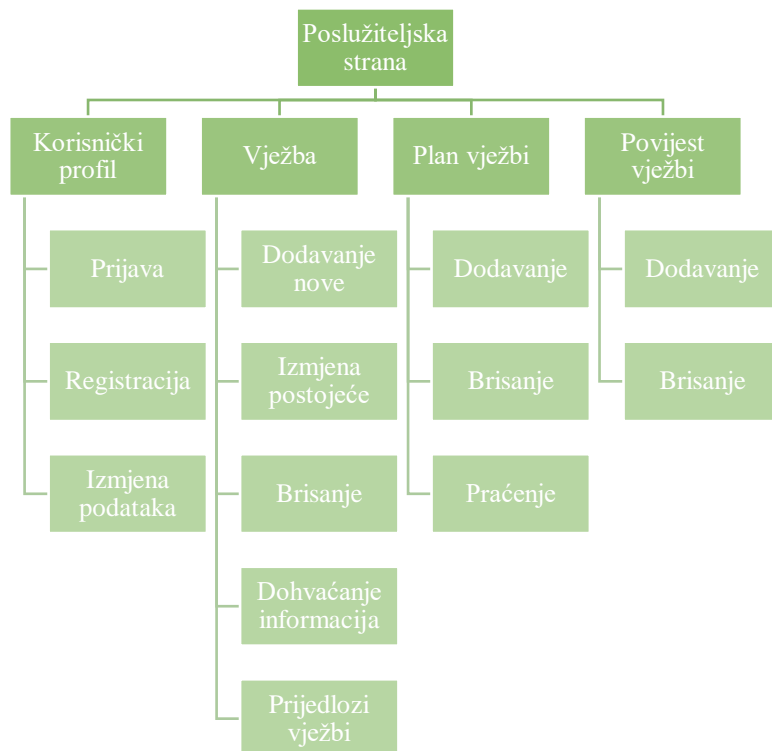 Poslužiteljska
strana
Korisnički
profil
Vježba
Plan vježbi
Povijest
vježbi
Prijava
Dodavanje
nove
Dodavanje
Dodavanje
Registracija
Izmjena
postojeće
Brisanje
Brisanje
Izmjena
podataka
Brisanje
Praćenje
Dohvaćanje
informacija
Prijedlozi
vježbi